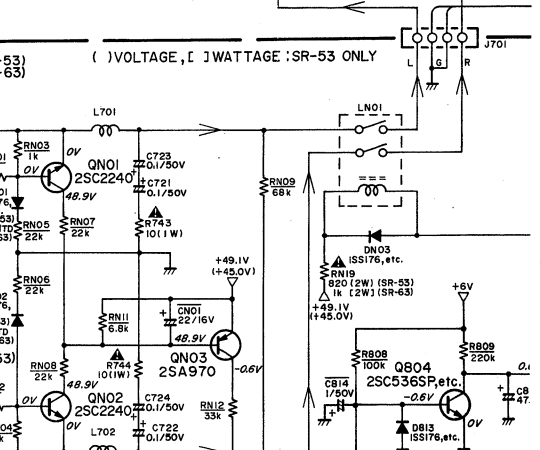 ( )VOLTAGE,[ ]WATTAGE:SR-53 ONLY
-53)
-63)
J701
L
G
R
L701
LN01
RN03
1k
0V
0V
QN01
2SC2240
48.9V
C723
0.1/50V
C721
0.1/50V
RN09
68k
RN05
22k
RN07
22k
R743
10(1W)
DN03
1SS176,etc.
RN19
820 (2W) (SR-53)
1k [2W] (SR-63)
+49.1V
(+45.0V)
+49.1V
(+45.0V)
+6V
RN06
22k
RN11
6.8k
CN01
22/16V
48.9V
QN03
2SA970
-0.6V
RN08
22k
R744
10(1W)
48.9V
QN02
2SC2240
0V
0V
C724
0.1/50V
C722
0.1/50V
L702
RN12
33k
R808
100k
R809
220k
Q804
2SC536SP,etc.
C814
1/50V
-0.6V
0V
D813
1SS176,etc.
47.